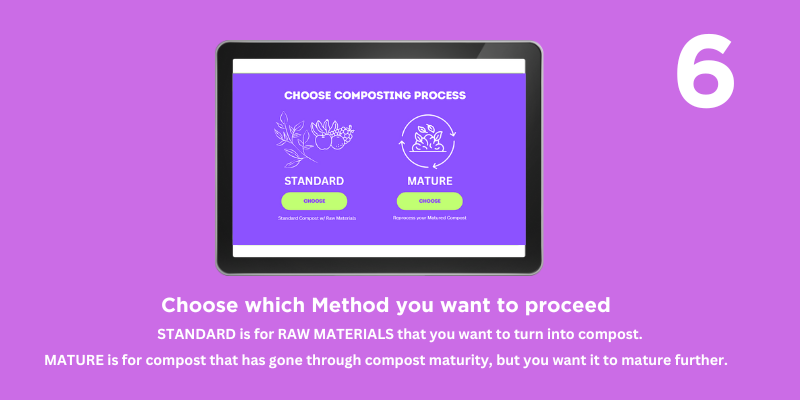 6
CHOOSE COMPOSTING PROCESS
STANDARD
MATURE
CHOOSE
CHOOSE
Standard Compost w/ Raw Materials
Reprocess your Matured Compost
Choose which Method you want to proceed
STANDARD is for RAW MATERIALS that you want to turn into compost.
MATURE is for compost that has gone through compost maturity, but you want it to mature further.